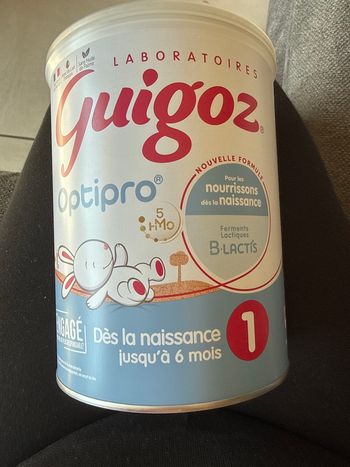 LABORATOIRES
Guigoz
Optipro®
5
HMO
NOUVELLE FORMULE
Pour les
nourrissons
dès la naissance
Ferments
Lactiques
B•LACTIS
ENGAGÉ
Dès la naissance
jusqu'à 6 mois
1